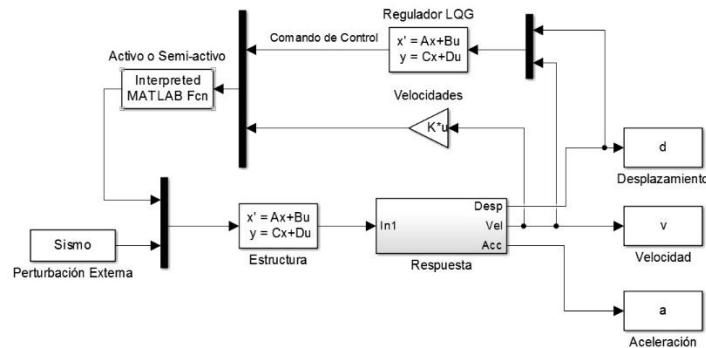 Regulador LQG
Comando de Control
x' = Ax+Bu
y = Cx+Du
Activo o Semi-activo
Interpreted
MATLAB Fcn
Velocidades
K*u
d
Desplazamiento
Desp
x' = Ax+Bu
y = Cx+Du
In1
Vel
v
Sismo
Acc
Perturbación Externa
Estructura
Respuesta
Velocidad
a
Aceleración